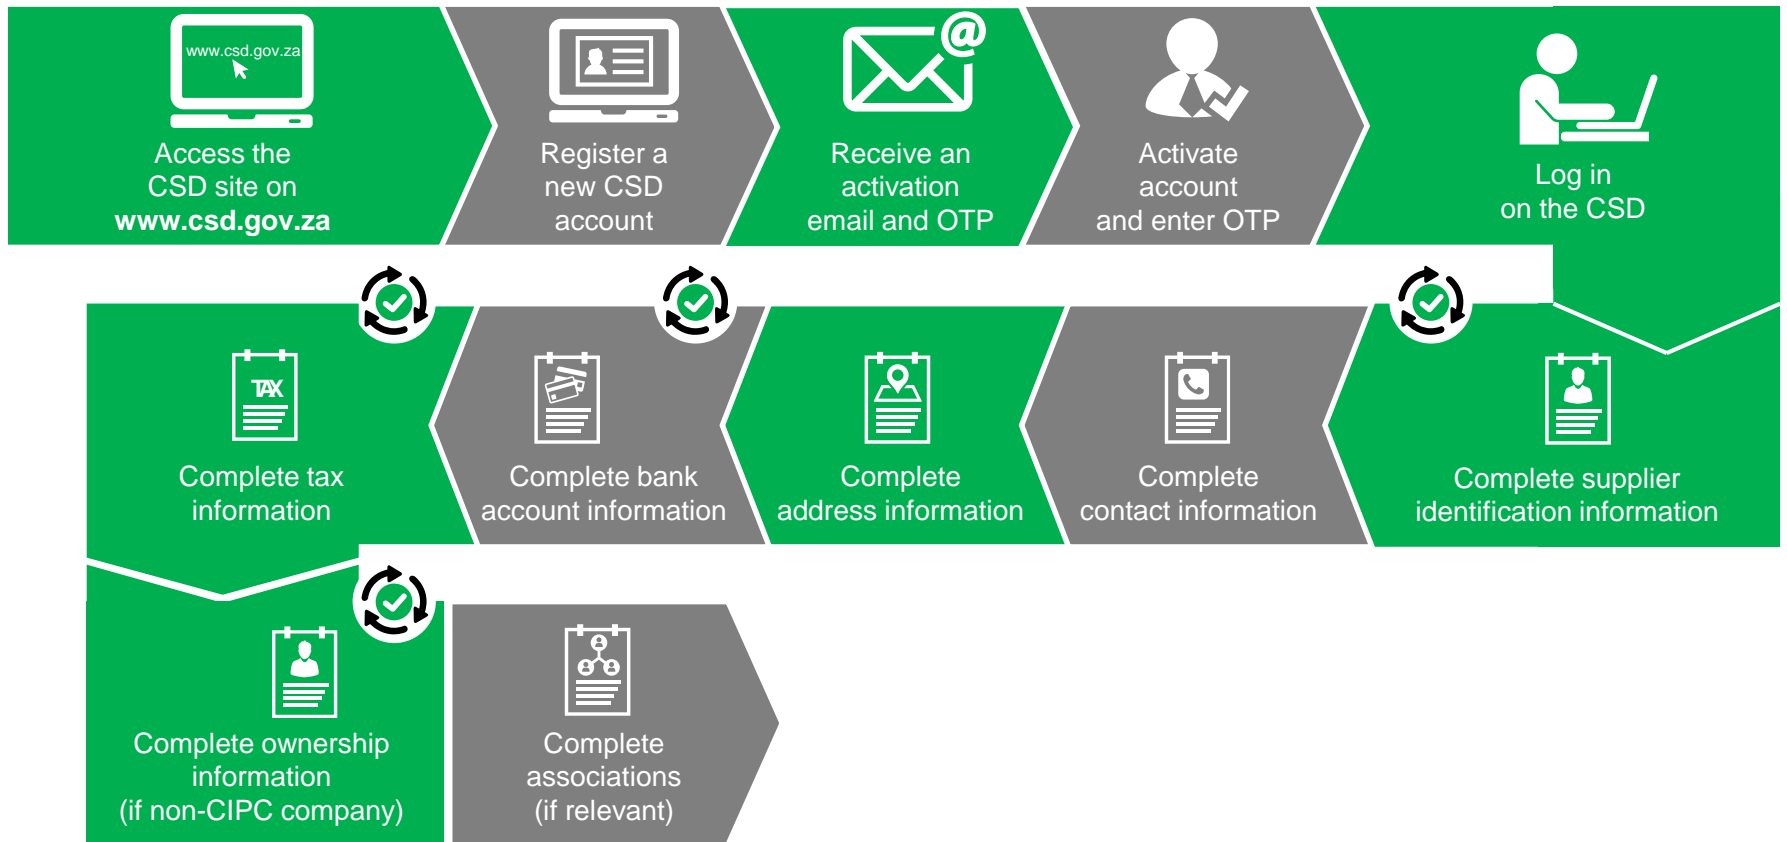 www.csd.gov.za
Access the
CSD site on
www.csd.gov.za
Register a
new CSD
account
Receive an
activation
email and OTP
Activate
account
and enter OTP
Log in
on the CSD
Complete supplier
identification information
Complete
contact information
Complete
address information
Complete bank
account information
TAX
Complete tax
information
Complete ownership
information
(if non-CIPC company)
Complete
associations
(if relevant)